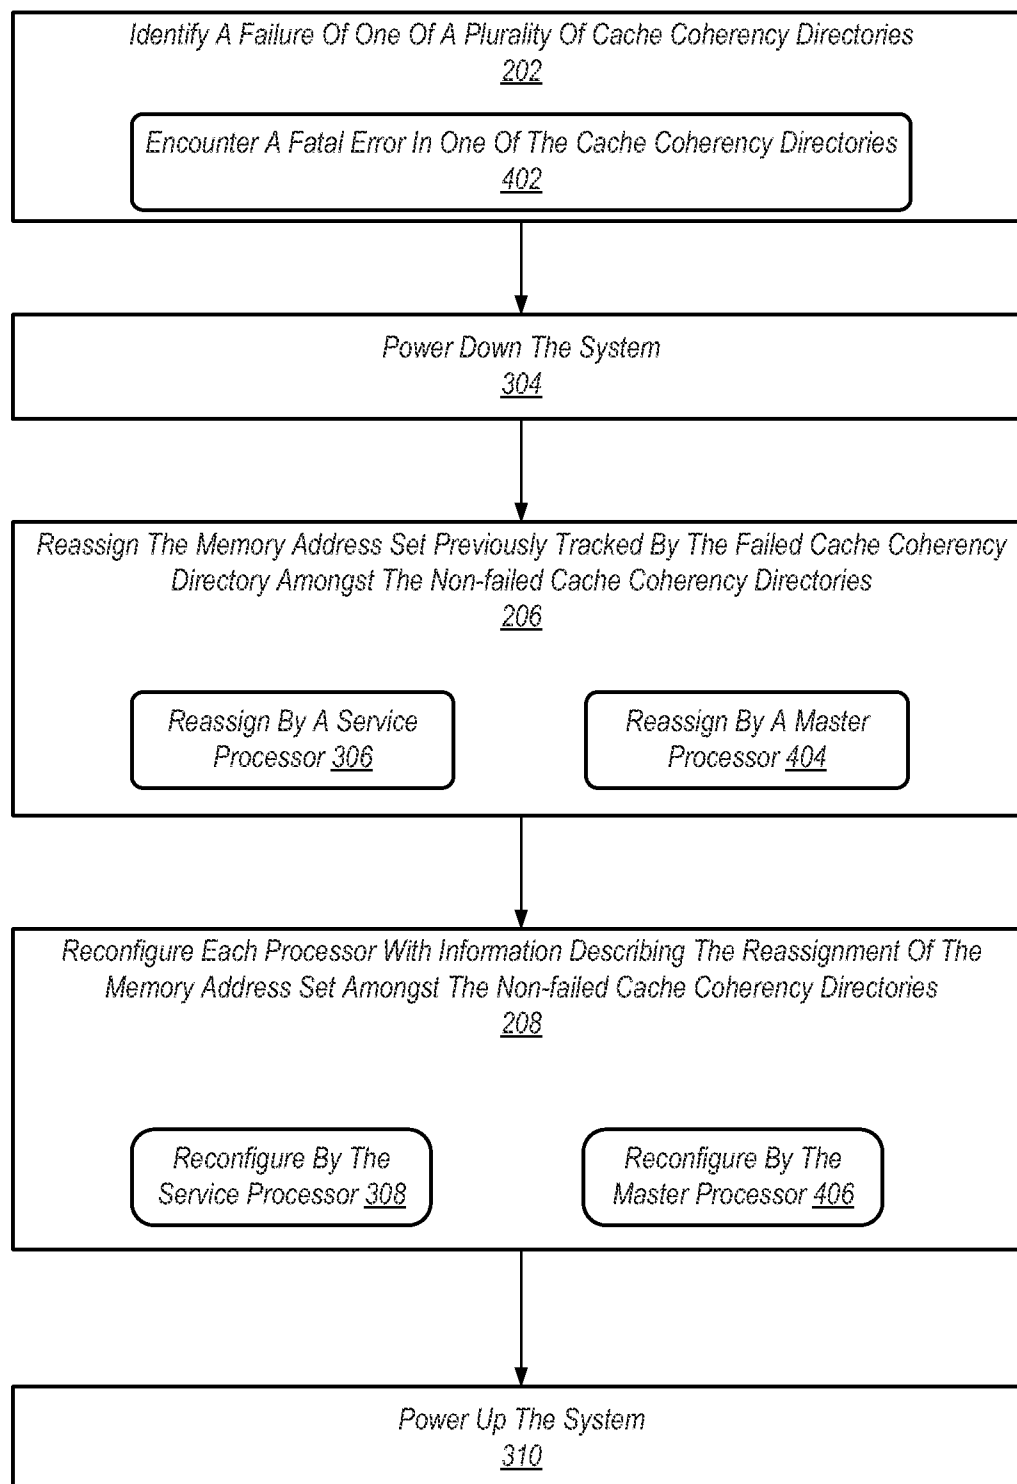 Identify A Failure Of One Of A Plurality Of Cache Coherency Directories
202
Encounter A Fatal Error In One Of The Cache Coherency Directories
402
Power Down The System
304
Reassign The Memory Address Set Previously Tracked By The Failed Cache Coherency
Directory Amongst The Non-failed Cache Coherency Directories
206
Reassign By A Service
Processor 306
Reassign By A Master
Processor 404
Reconfigure Each Processor With Information Describing The Reassignment Of The
Memory Address Set Amongst The Non-failed Cache Coherency Directories
208
Reconfigure By The
Service Processor 308
Reconfigure By The
Master Processor 406
Power Up The System
310